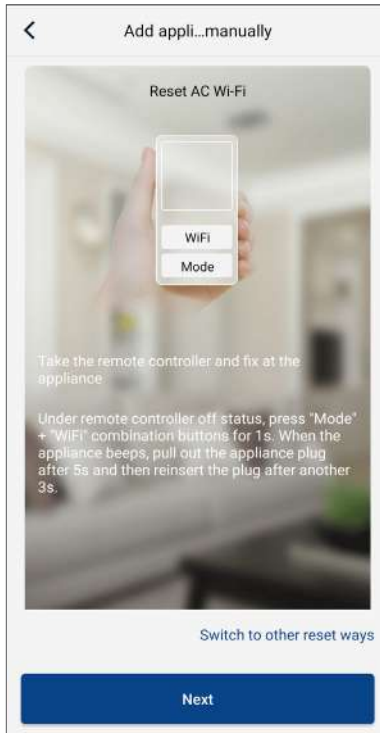 Add appli...manually
Reset AC Wi-Fi
WiFi
Mode
Take the remote controller and fix at the
appliance
Under remote controller off status, press "Mode"
+ "WiFi" combination buttons for 1s. When the
appliance beeps, pull out the appliance plug
after 5s and then reinsert the plug after another
3s.
Switch to other reset ways
Next